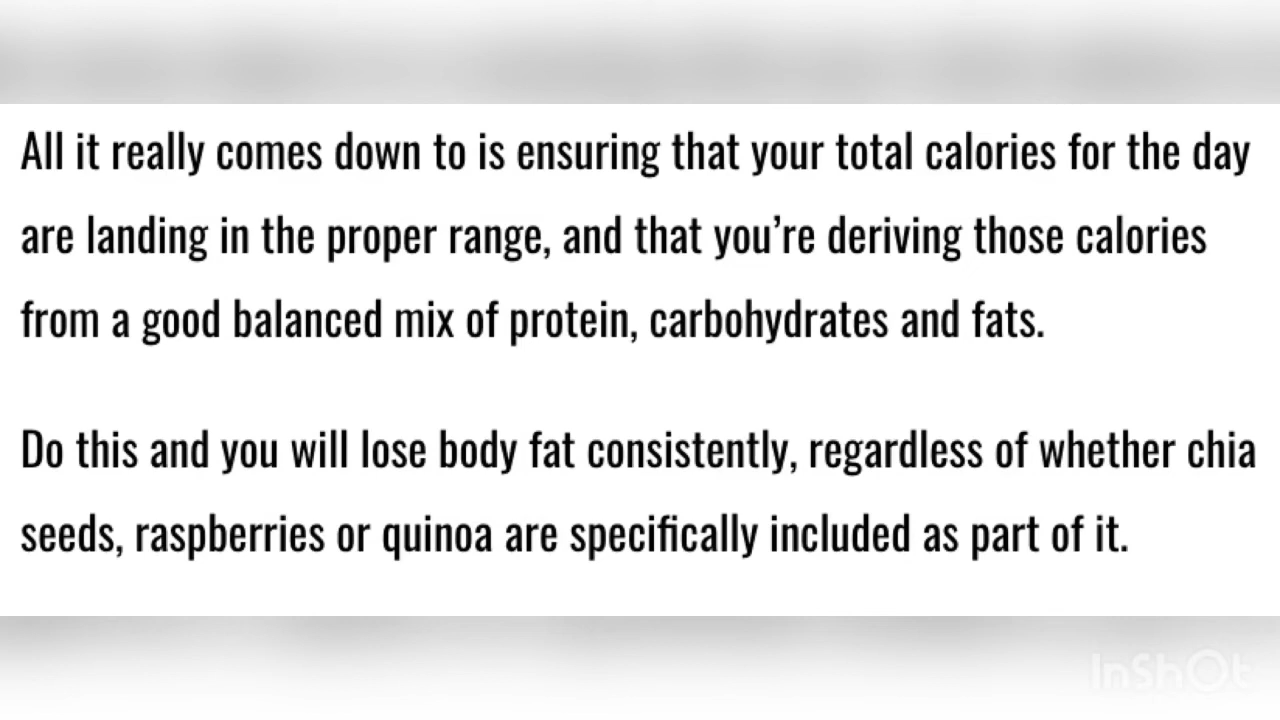 All it really comes down to is ensuring that your total calories for the day
are landing in the proper range, and that you’re deriving those calories
from a good balanced mix of protein, carbohydrates and fats.
Do this and you will lose body fat consistently, regardless of whether chia
seeds, raspberries or quinoa are specifically included as part of it.
InShOt